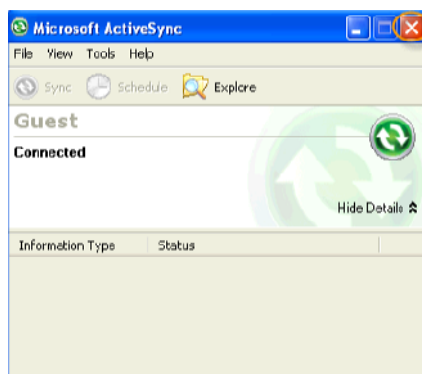 Microsoft ActiveSync
File View Tools Help
Sync Schedule Explore
Guest
Connected
Hide Details
Information Type Status